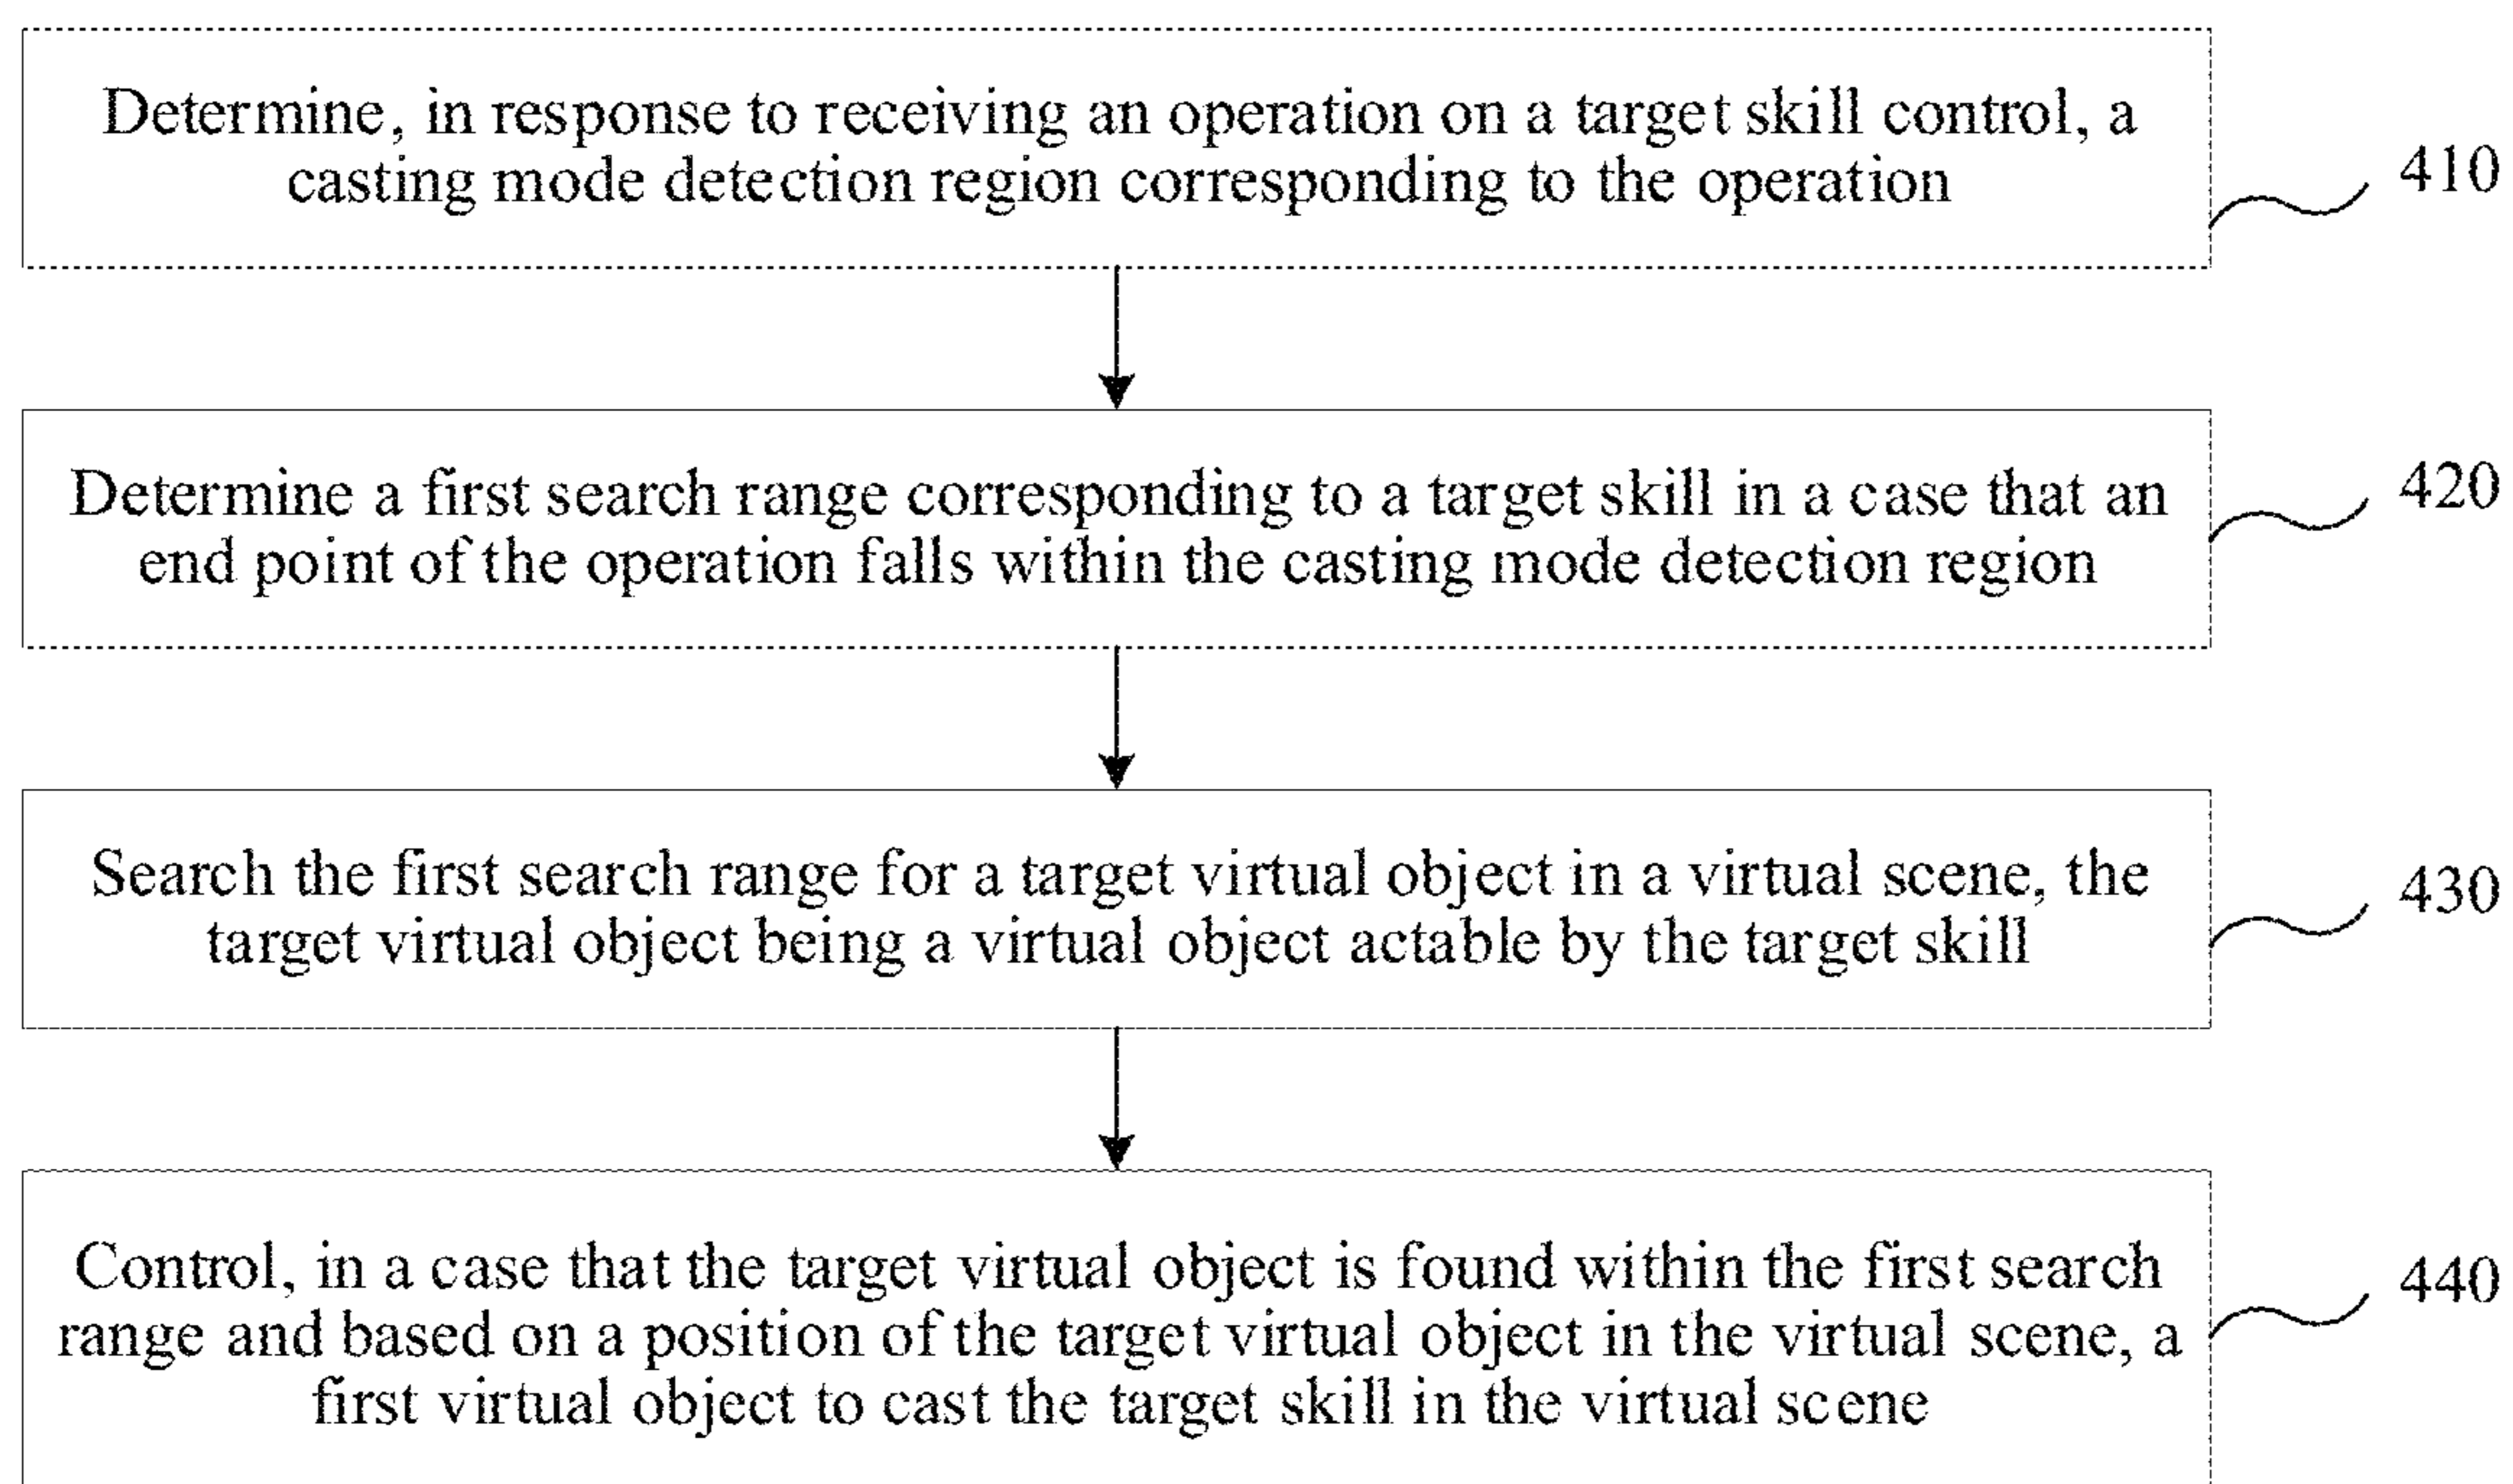 Determine, in response to receiving an operation on a target skill control, a
casting mode detection region corresponding to the operation
410
Determine a first search range corresponding to a target skill in a case that an
end point of the operation falls within the casting mode detection region
420
Search the first search range for a target virtual object in a virtual scene, the
target virtual object being a virtual object actable by the target skill
430
Control, in a case that the target virtual object is found within the first search
range and based on a position of the target virtual object in the virtual scene, a
first virtual object to cast the target skill in the virtual scene
440